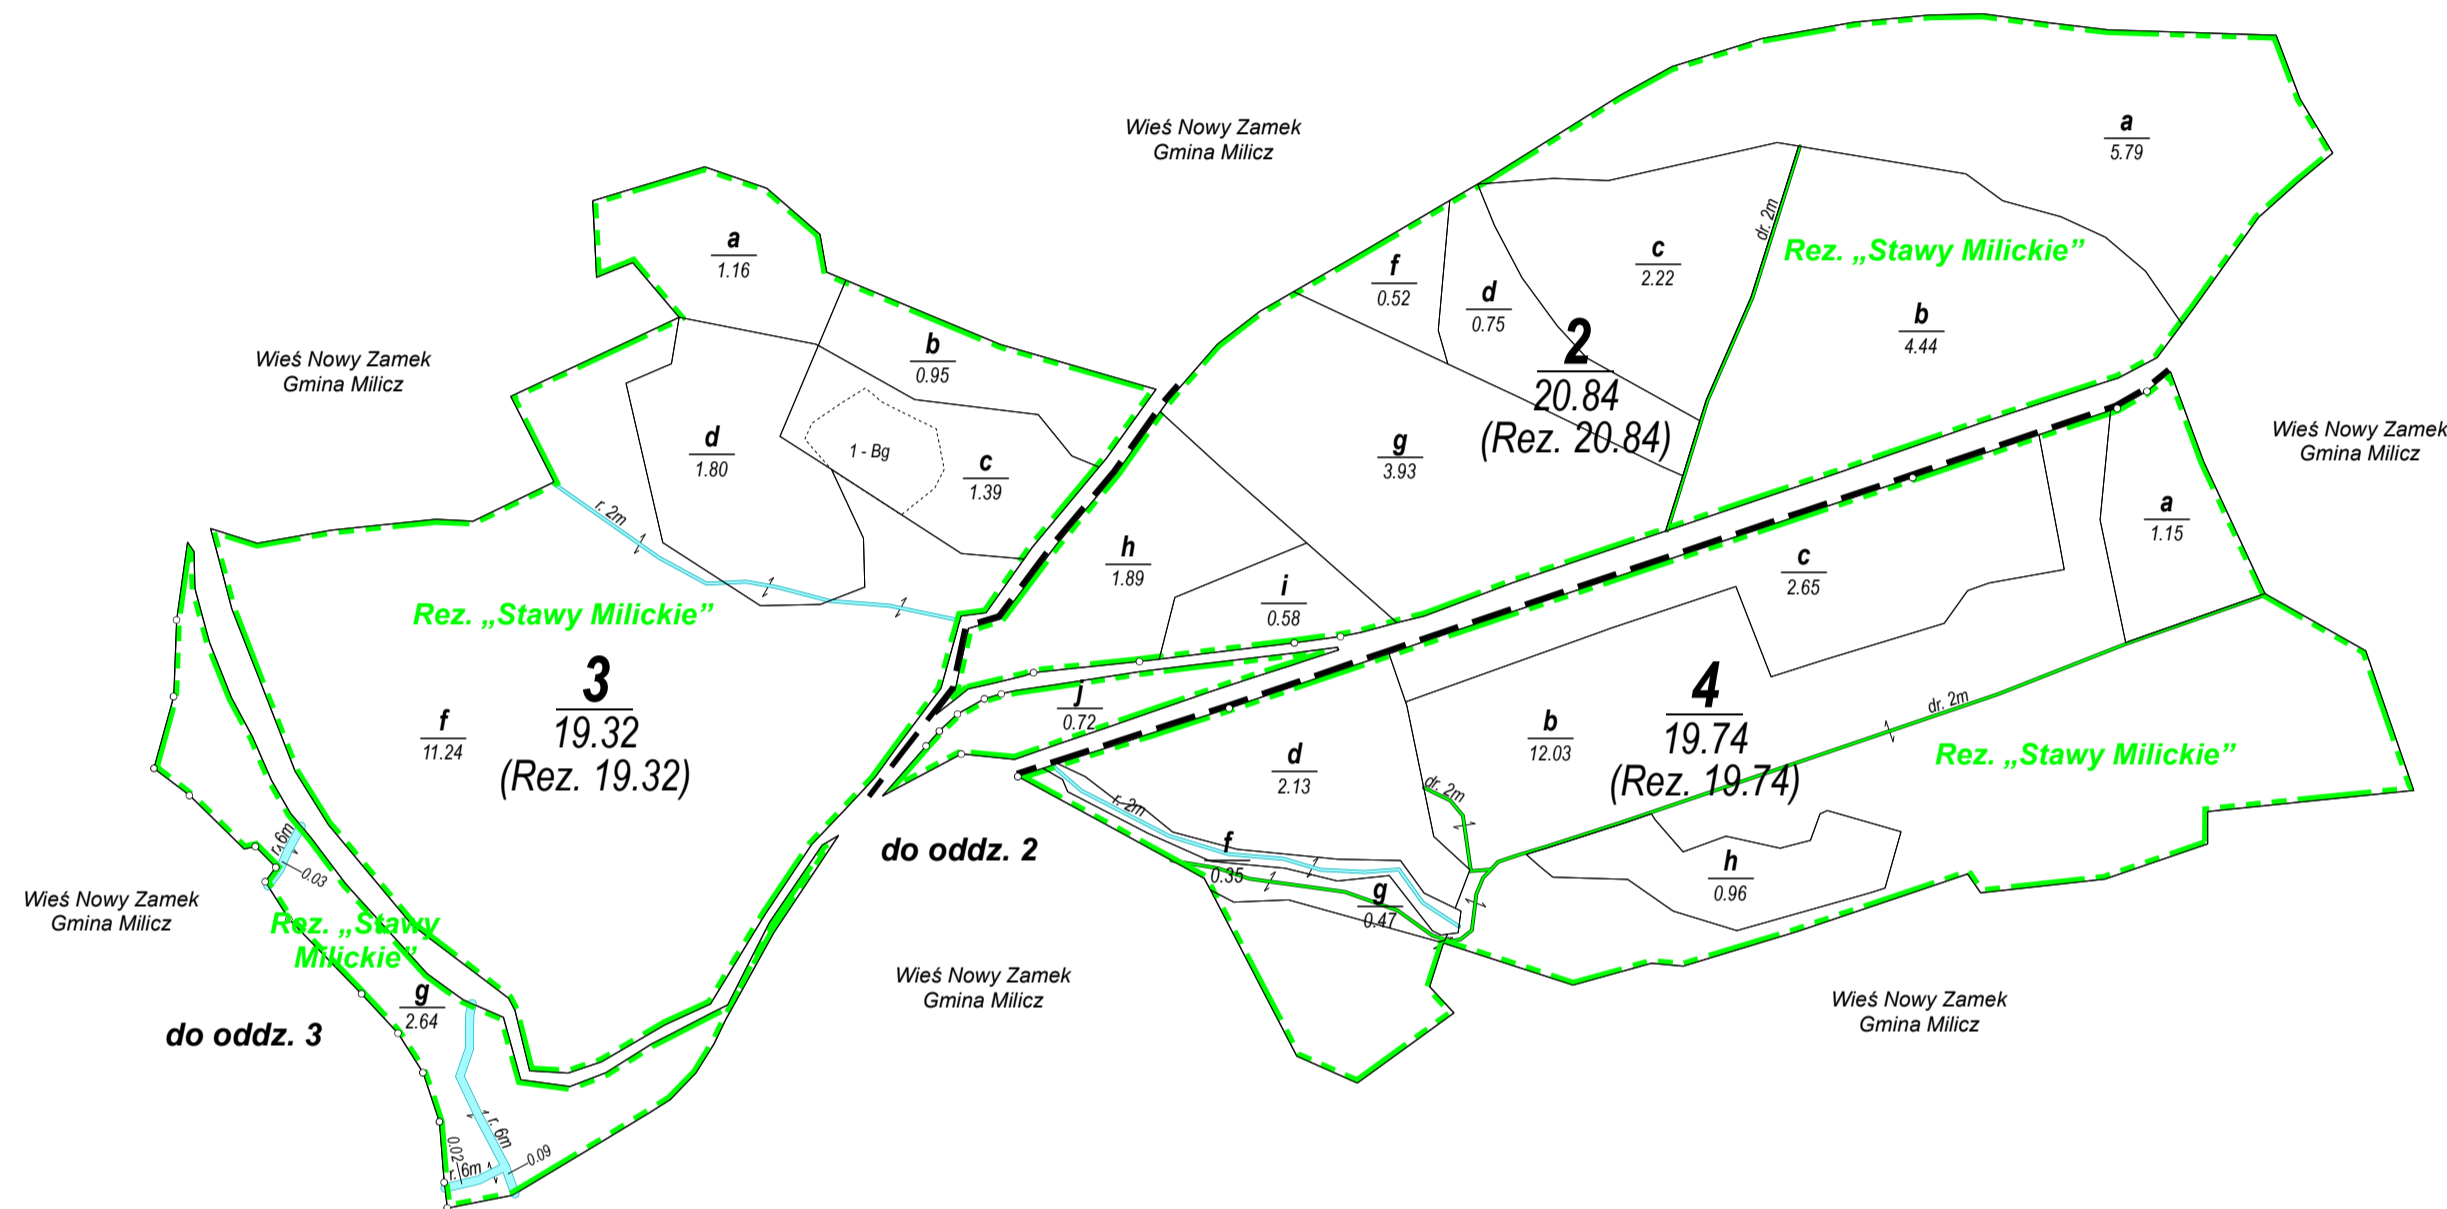 Wieś Nowy Zamek
Gmina Milicz
a
5.79
f
0.52
d
0.75
c
2.22
dr. 2m
Rez. „Stawy Milickie”
b
4.44
2
20.84
(Rez. 20.84)
g
3.93
h
1.89
i
0.58
j
0.72
a
1.16
b
0.95
1 - Bg
c
1.39
d
1.80
Wieś Nowy Zamek
Gmina Milicz
r. 2m
Rez. „Stawy Milickie”
3
19.32
(Rez. 19.32)
f
11.24
Wieś Nowy Zamek
Gmina Milicz
a
1.15
c
2.65
4
19.74
(Rez. 19.74)
b
12.03
dr. 2m
Rez. „Stawy Milickie”
d
2.13
dr. 2m
r. 2m
f
0.35
g
0.47
h
0.96
do oddz. 2
r. 6m
0.03
Wieś Nowy Zamek
Gmina Milicz
Rez. „Stawy
Milickie”
g
2.64
do oddz. 3
Wieś Nowy Zamek
Gmina Milicz
Wieś Nowy Zamek
Gmina Milicz
r. 6m
0.02
r. 6m
0.09